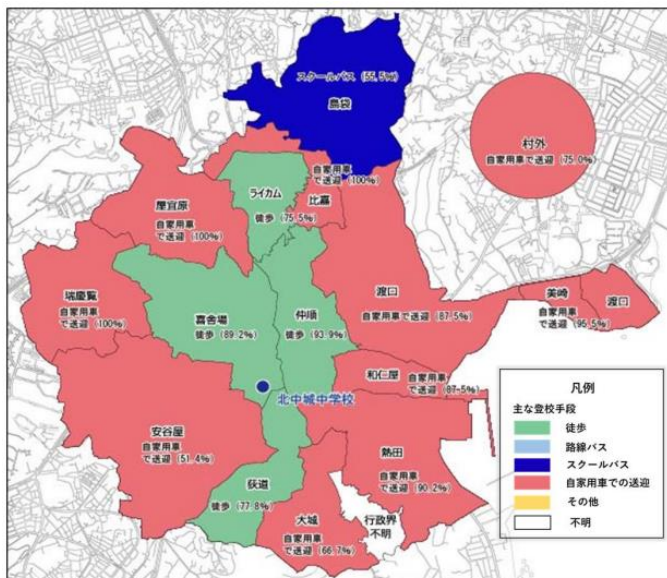 スクールバス (55.5%)
島袋
村外
自家用車で送迎 (75.0%)
自家用車
で送迎 (100%)
比嘉
ライカム
徒歩 (75.5%)
屋宜原
自家用車
で送迎 (100%)
瑞慶覧
自家用車
で送迎 (100%)
喜舎場
徒歩 (89.2%)
仲順
徒歩 (93.9%)
渡口
自家用車で送迎 (87.5%)
美崎
自家用車
で送迎 (95.5%)
渡口
和仁屋
自家用車
で送迎 (87.5%)
北中城中学校
安谷屋
自家用車
で送迎 (51.4%)
荻道
徒歩 (77.8%)
熱田
自家用車
で送迎 (90.2%)
大城
自家用車
で送迎 (66.7%)
行政界
不明
凡例
主な登校手段
徒歩
路線バス
スクールバス
自家用車での送迎
その他
不明